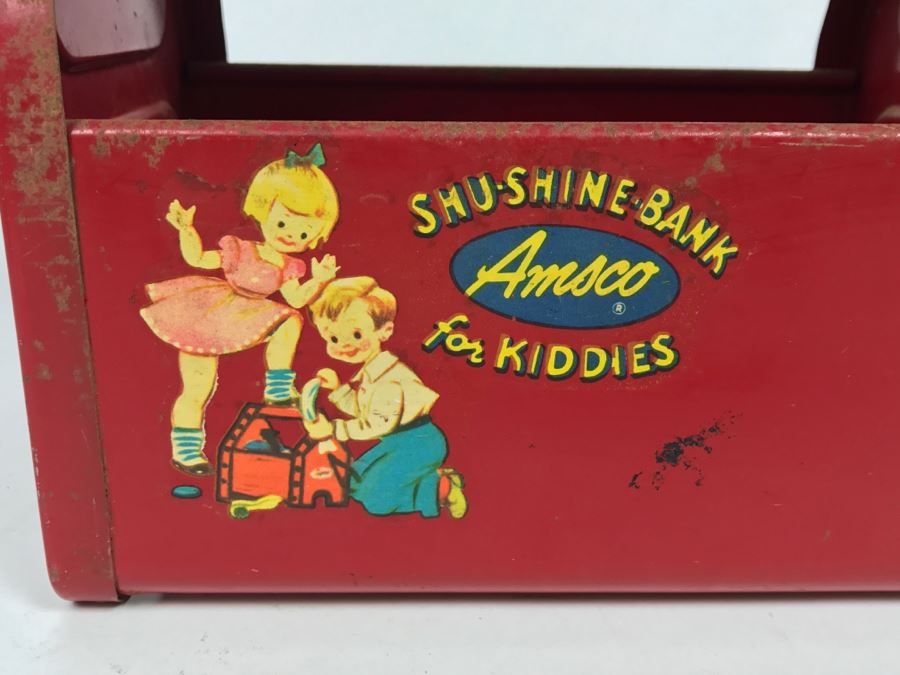 SHU-SHINE-BANK
Amsco
®
for KIDDIES